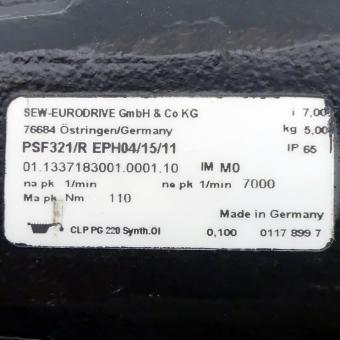 SEW-EURODRIVE GmbH & Co KG i 7,00
76684 Östringen/Germany kg 5,00
PSF321/R EPH04/15/11 IP 65
01.1337183001.0001.10 IM M0
na pk 1/min ne pk 1/min 7000
Ma pk Nm 110
Made in Germany
CLP PG 220 Synth.Öl 0,100 0117 899 7